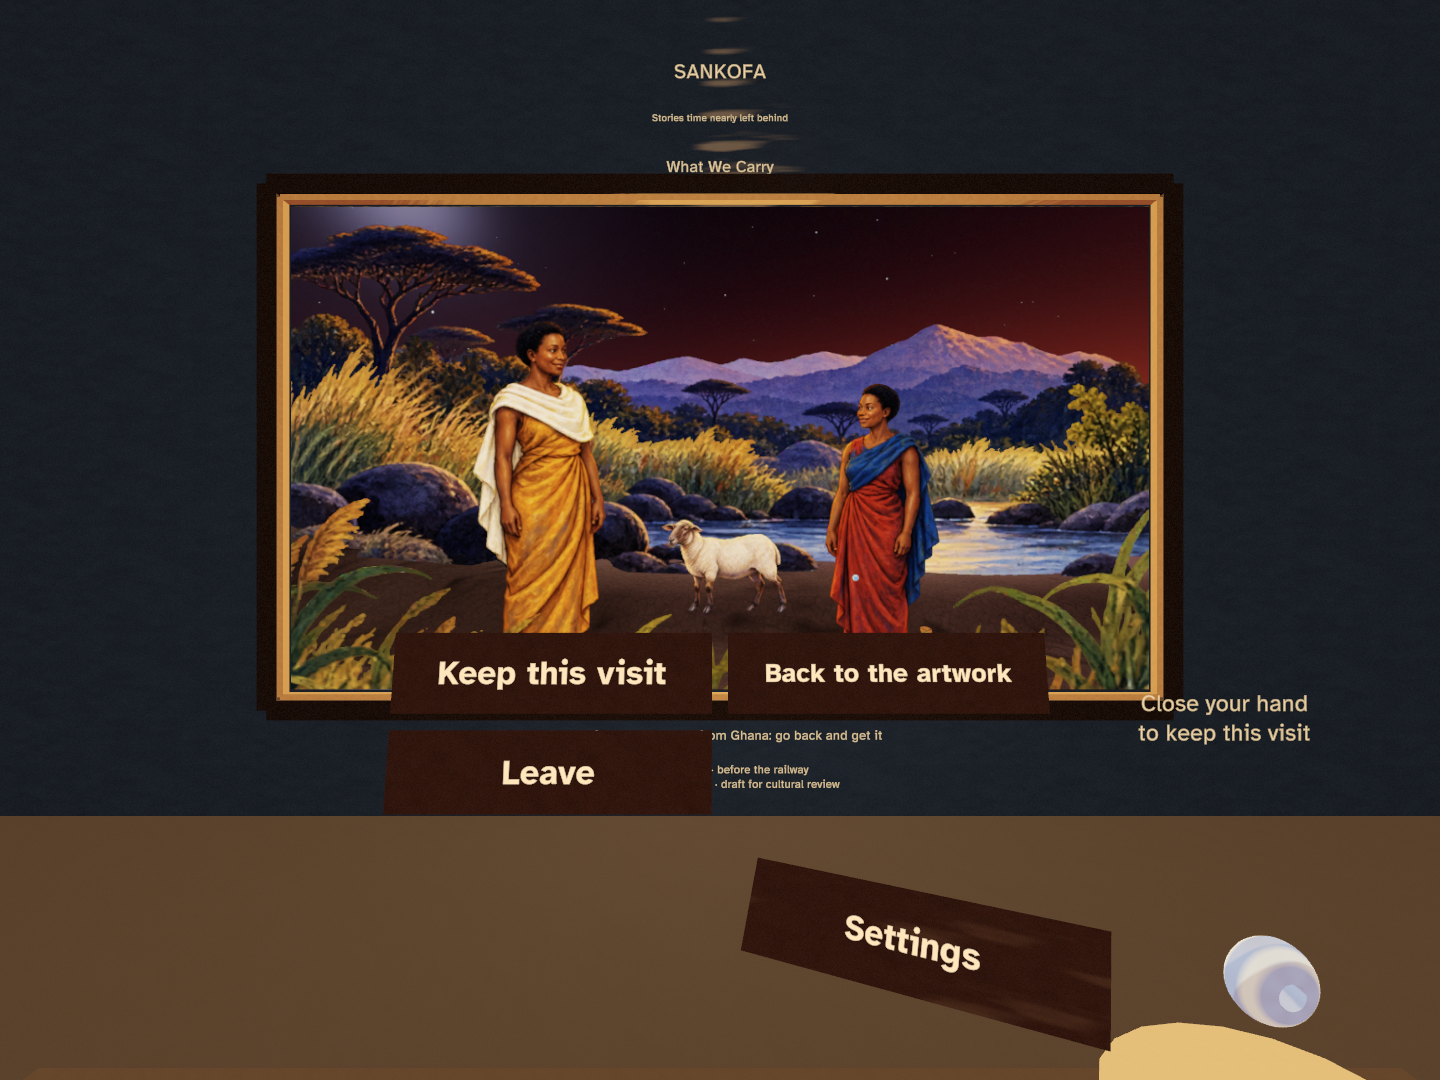 SANKOFA
Stories time nearly left behind
What We Carry
Keep this visit
Back to the artwork
Close your hand
to keep this visit
Ghana: go back and get it
Leave
· before the railway
· draft for cultural review
Settings